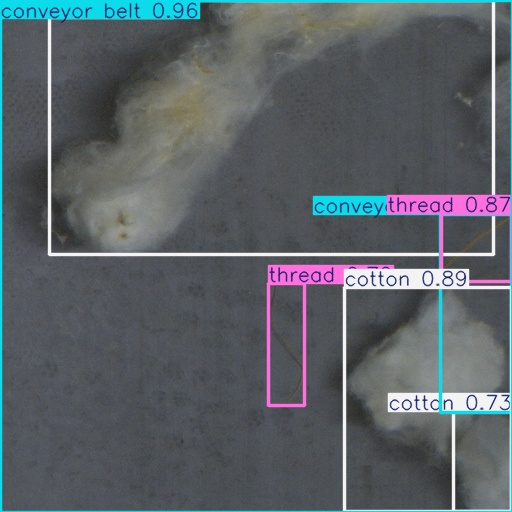 conveyor belt 0.96
convey
thread 0.87
thread
cotton 0.89
cotton 0.73